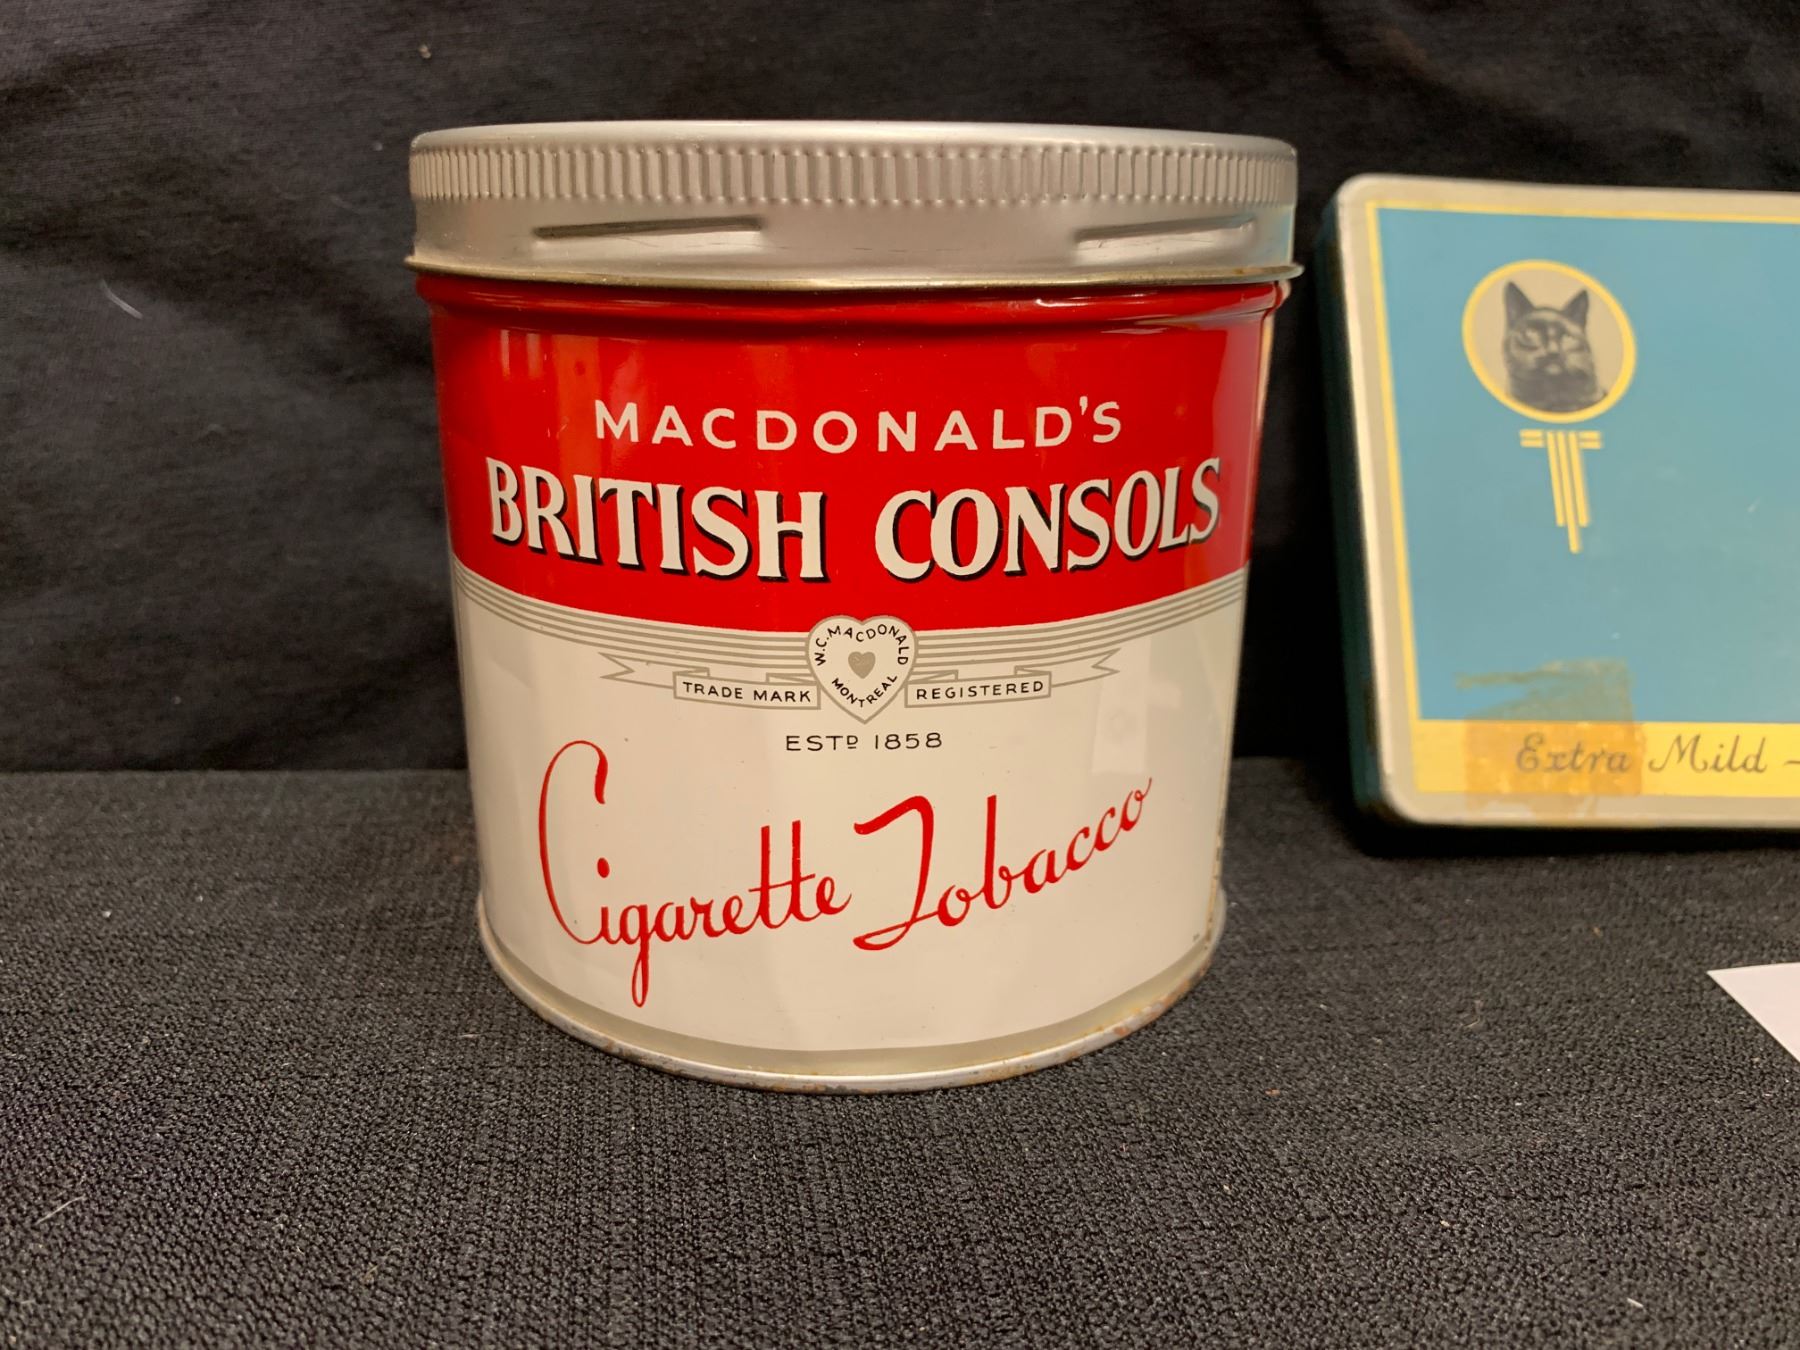 MACDONALD'S
BRITISH CONSOLS
W.C. MACDONALD
MONTREAL
TRADE MARK REGISTERED
ESTD 1858
Cigarette Tobacco
Extra Mild -